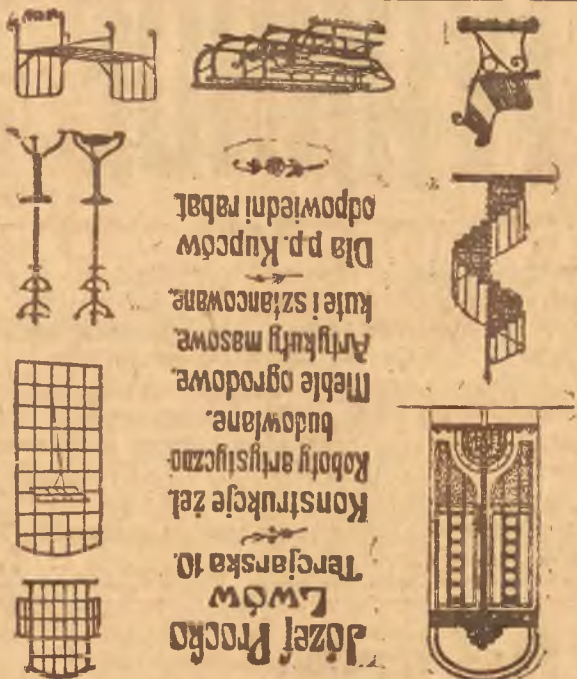 Józef Procko
Lwów
Tercjarska 10.
Konstrukcje żel.
Roboty artystyczno-
budowlane.
Meble ogrodowe.
Artykuły masowe.
kute i sztancowane.
Dla pp. Kupców
odpowiedni rabat